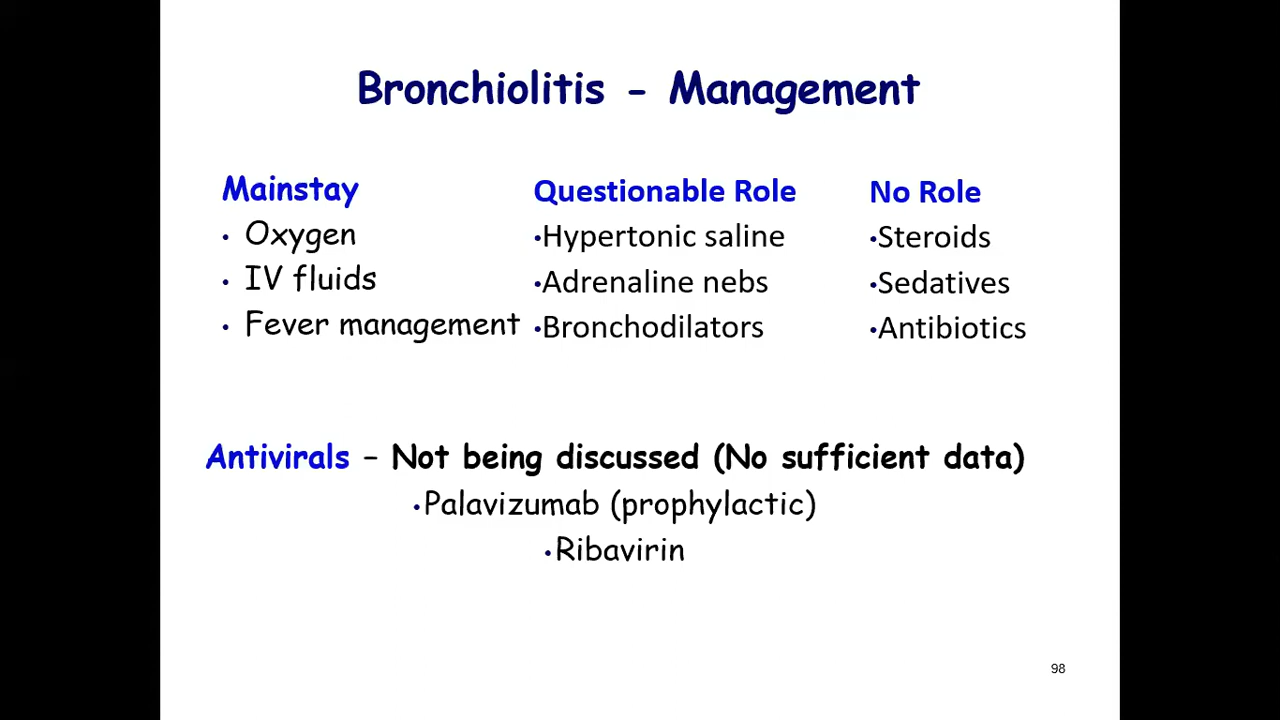 Bronchiolitis - Management
Mainstay
• Oxygen
• IV fluids
• Fever management
Questionable Role
•Hypertonic saline
•Adrenaline nebs
•Bronchodilators
No Role
•Steroids
•Sedatives
•Antibiotics
Antivirals – Not being discussed (No sufficient data)
•Palavizumab (prophylactic)
•Ribavirin
98